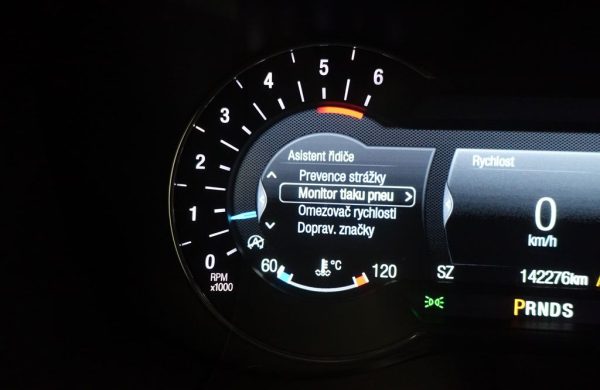 6
5
4
3
2
1
0
RPM
x1000
Asistent řidiče
Prevence strážky
Monitor tlaku pneu
Omezovač rychlosti
Doprav. značky
60
°C
120
Rychlost
0
km/h
SZ
142276km
PRNDS